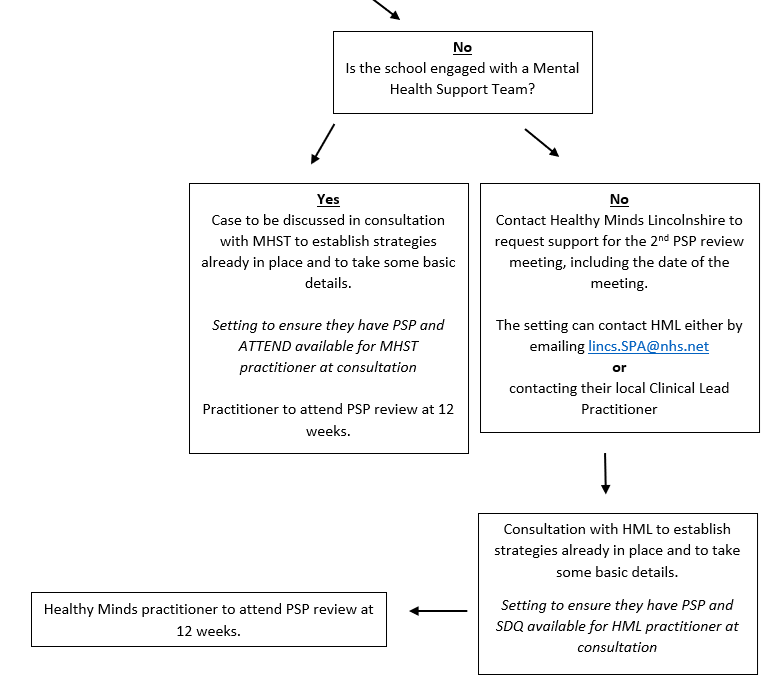 No
Is the school engaged with a Mental
Health Support Team?
Yes
Case to be discussed in consultation
with MHST to establish strategies
already in place and to take some basic
details.
Setting to ensure they have PSP and
ATTEND available for MHST
practitioner at consultation
Practitioner to attend PSP review at 12
weeks.
No
Contact Healthy Minds Lincolnshire to
request support for the 2nd PSP review
meeting, including the date of the
meeting.
The setting can contact HML either by
emailing lincs.SPA@nhs.net
or
contacting their local Clinical Lead
Practitioner
Consultation with HML to establish
strategies already in place and to take
some basic details.
Setting to ensure they have PSP and
SDQ available for HML practitioner at
consultation
Healthy Minds practitioner to attend PSP review at
12 weeks.